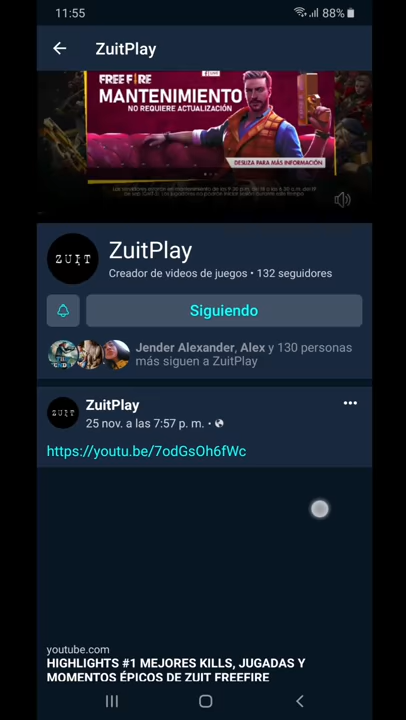 11:55
88%
ZuitPlay
FREE FIRE
MANTENIMIENTO
NO REQUIERE ACTUALIZACIÓN
DESLIZA PARA MÁS INFORMACIÓN
ZUIT
ZuitPlay
Creador de videos de juegos • 132 seguidores
Siguiendo
Jender Alexander, Alex y 130 personas
más siguen a ZuitPlay
ZUIT
ZuitPlay
25 nov. a las 7:57 p. m. •
https://youtu.be/7odGsOh6fWc
youtube.com
HIGHLIGHTS #1 MEJORES KILLS, JUGADAS Y
MOMENTOS ÉPICOS DE ZUIT FREEFIRE